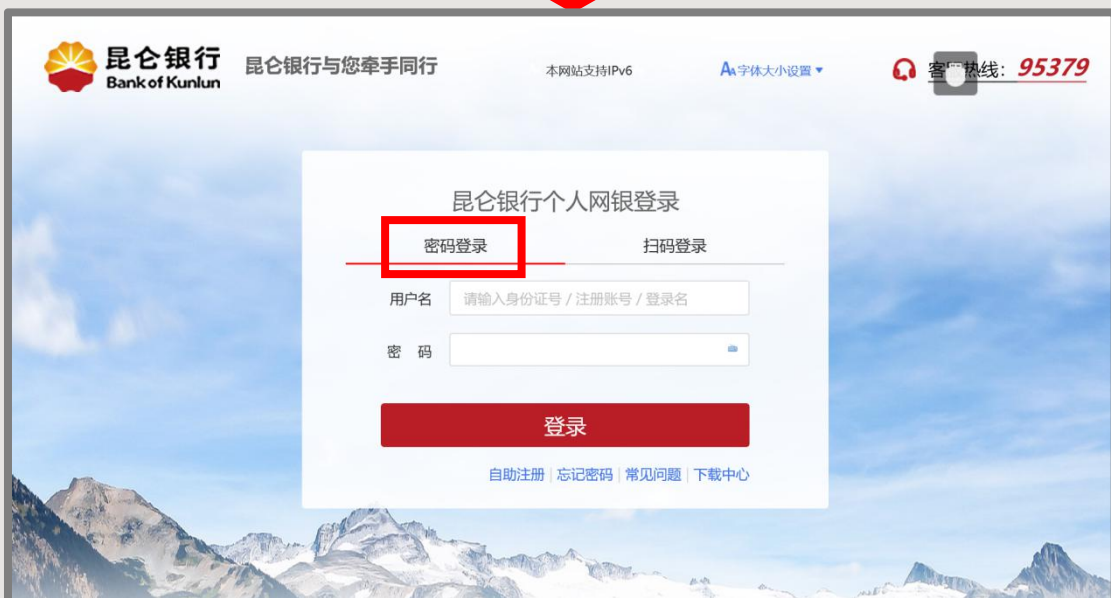 昆仑银行 昆仑银行与您牵手同行 本网站支持IPv6 AA字体大小设置 客 热线：95379
Bank of Kunlun
昆仑银行个人网银登录
密码登录 扫码登录
用户名 请输入身份证号 / 注册账号 / 登录名
密 码
登录
自助注册 | 忘记密码 | 常见问题 | 下载中心